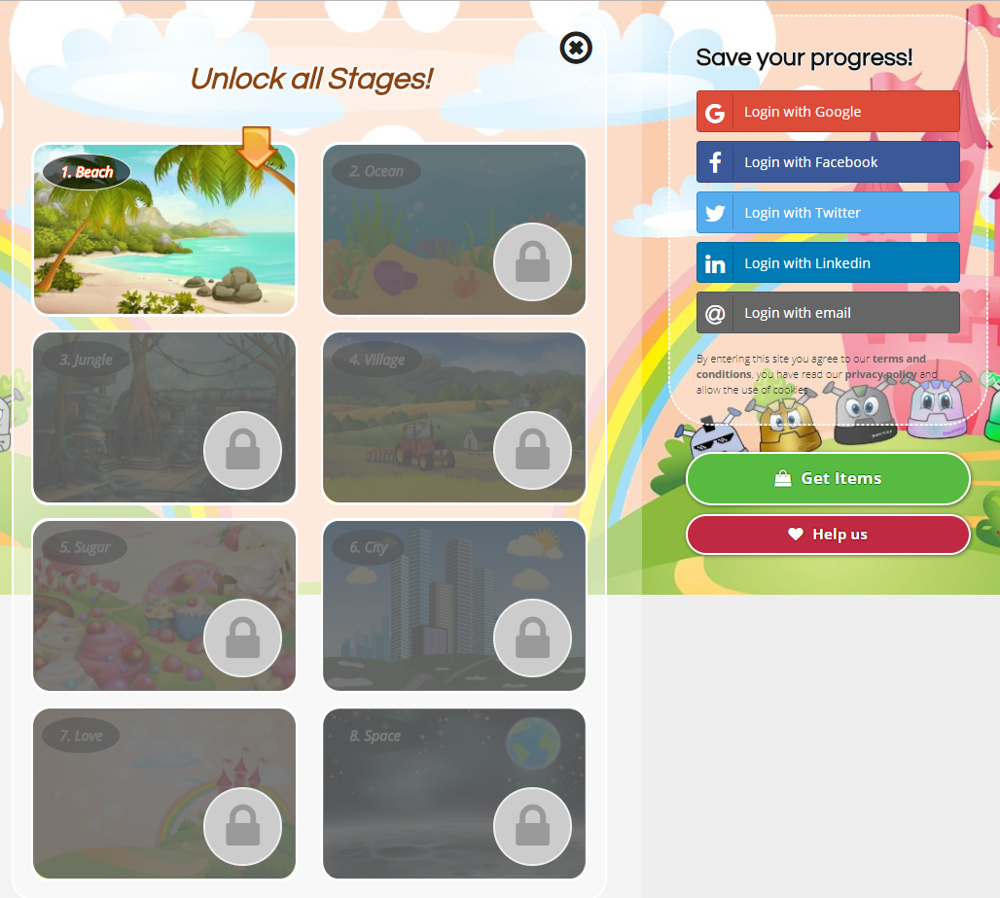 Unlock all Stages!
1. Beach
2. Ocean
3. Jungle
4. Village
5. Sugar
6. City
7. Love
8. Space
Save your progress!
Login with Google
Login with Facebook
Login with Twitter
Login with Linkedin
@ Login with email
By entering this site you agree to our terms and
conditions, you have read our privacy policy and
allow the use of cookies.
Get Items
Help us